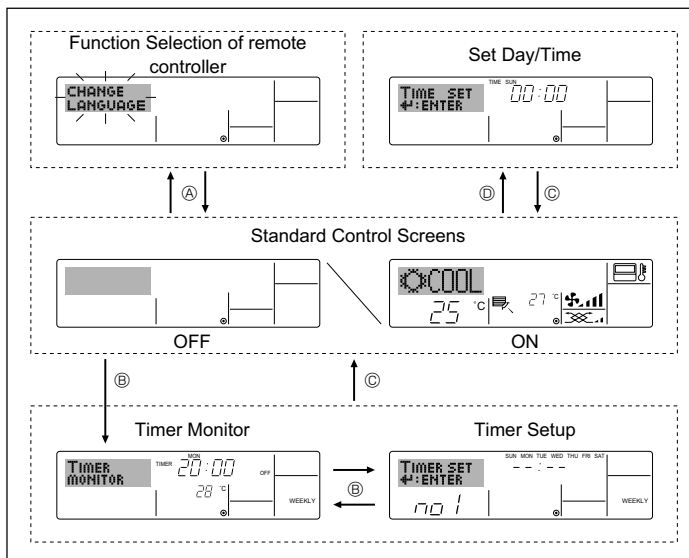 Function Selection of remote
controller
CHANGE
LANGUAGE
Set Day/Time
TIME SUN
TIME SET 00:00
↵:ENTER
Ⓐ
Ⓓ
Ⓒ
Standard Control Screens
COOL
25 °C
27 °C
OFF
ON
Ⓑ
Ⓒ
Timer Monitor
MON
TIMER
MONITOR
TIMER 20:00 OFF
28 °C
WEEKLY
Ⓑ
Timer Setup
SUN MON TUE WED THU FRI SAT
TIMER SET --:--
↵:ENTER
no 1
WEEKLY